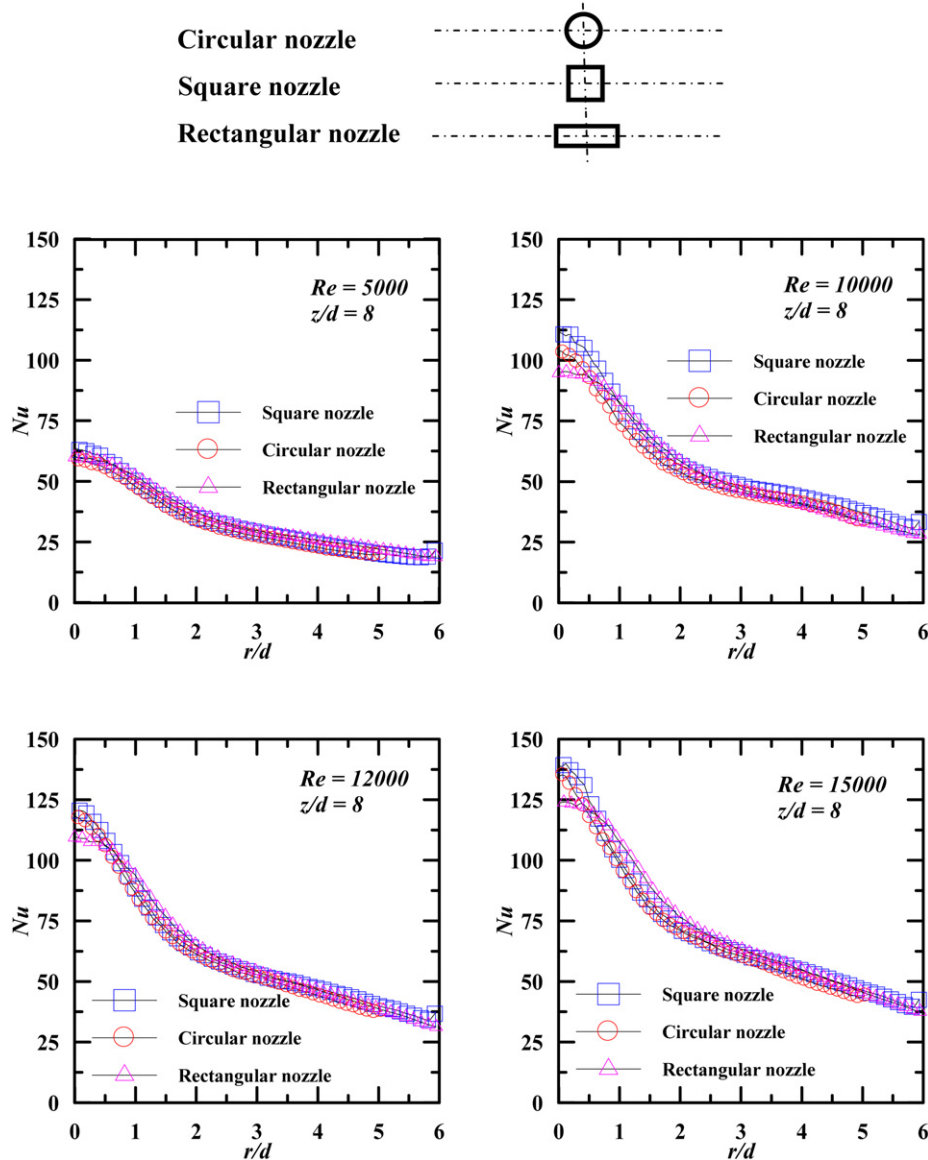 Circular nozzle
Square nozzle
Rectangular nozzle
150
125
100
75
50
25
0
Nu
Re = 5000
z/d = 8
Square nozzle
Circular nozzle
Rectangular nozzle
0 1 2 3 4 5 6
r/d
150
125
100
75
50
25
0
Nu
Re = 10000
z/d = 8
Square nozzle
Circular nozzle
Rectangular nozzle
0 1 2 3 4 5 6
r/d
150
125
100
75
50
25
0
Nu
Re = 12000
z/d = 8
Square nozzle
Circular nozzle
Rectangular nozzle
0 1 2 3 4 5 6
r/d
150
125
100
75
50
25
0
Nu
Re = 15000
z/d = 8
Square nozzle
Circular nozzle
Rectangular nozzle
0 1 2 3 4 5 6
r/d